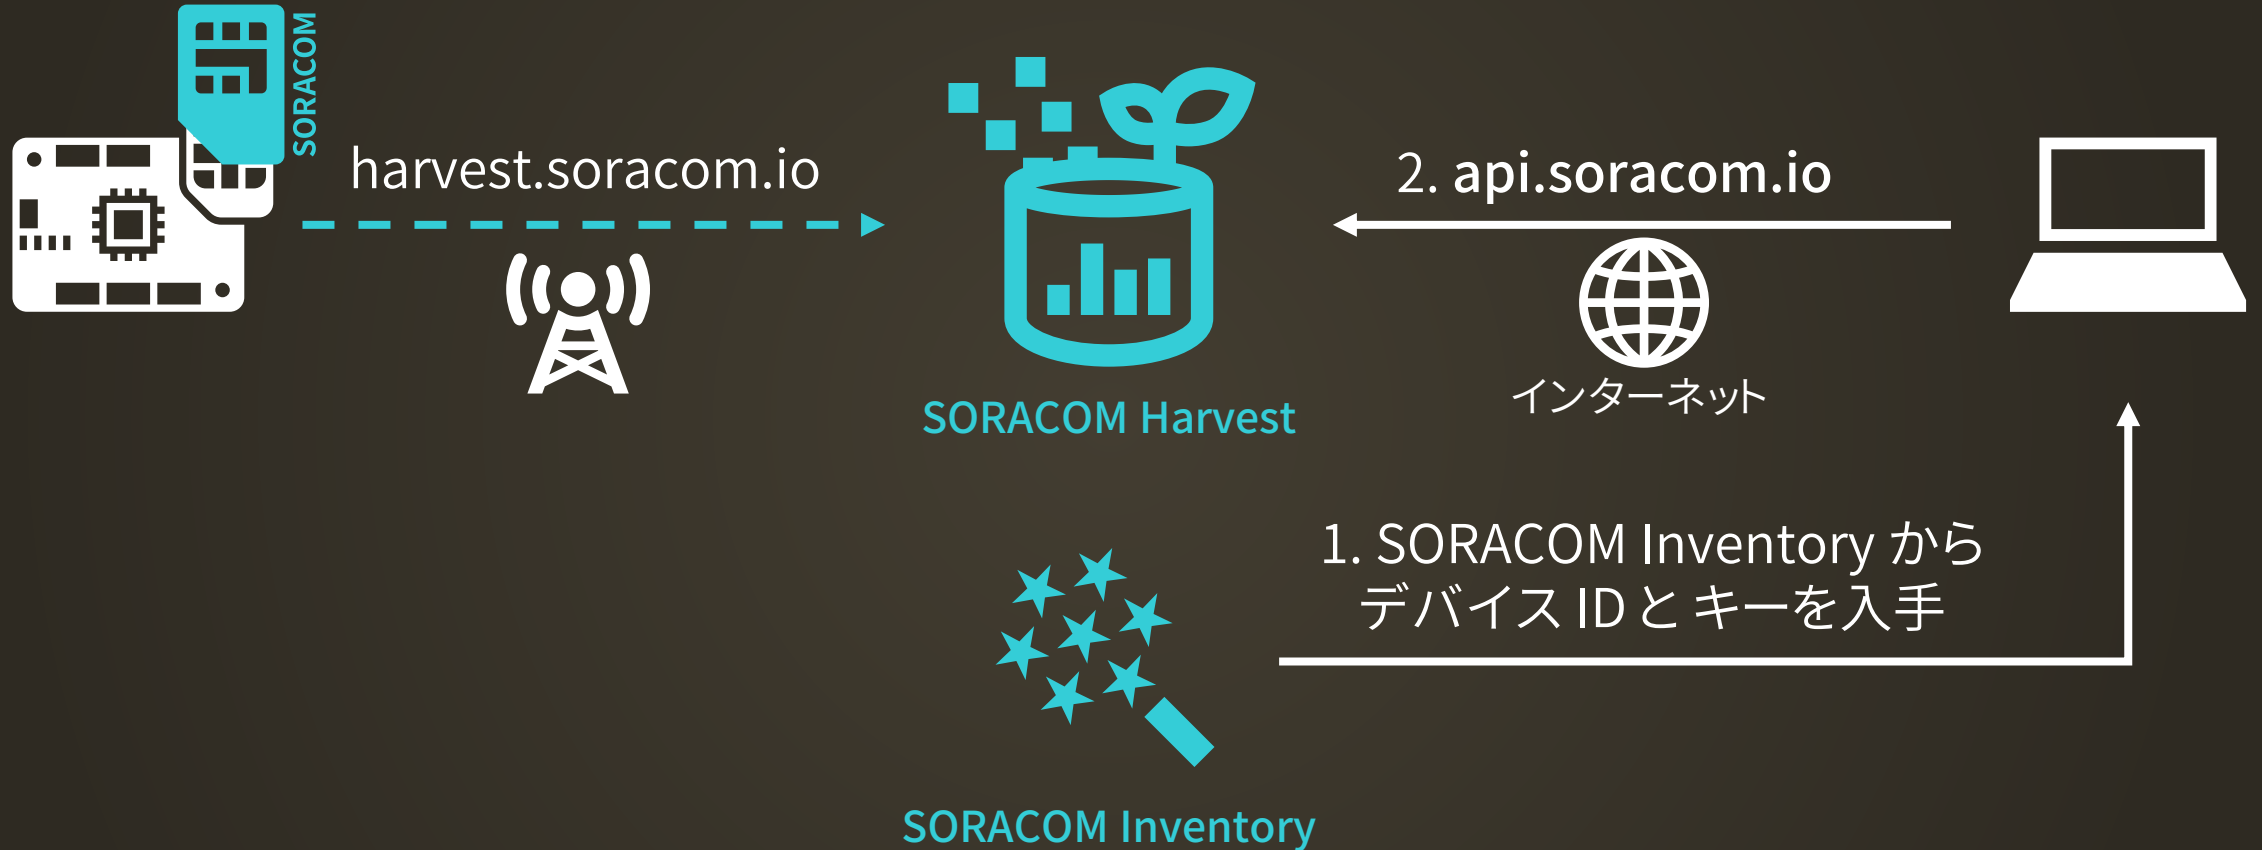 SORACOM
harvest.soracom.io
2. api.soracom.io
インターネット
SORACOM Harvest
1. SORACOM Inventory から
デバイス ID と キーを入手
SORACOM Inventory